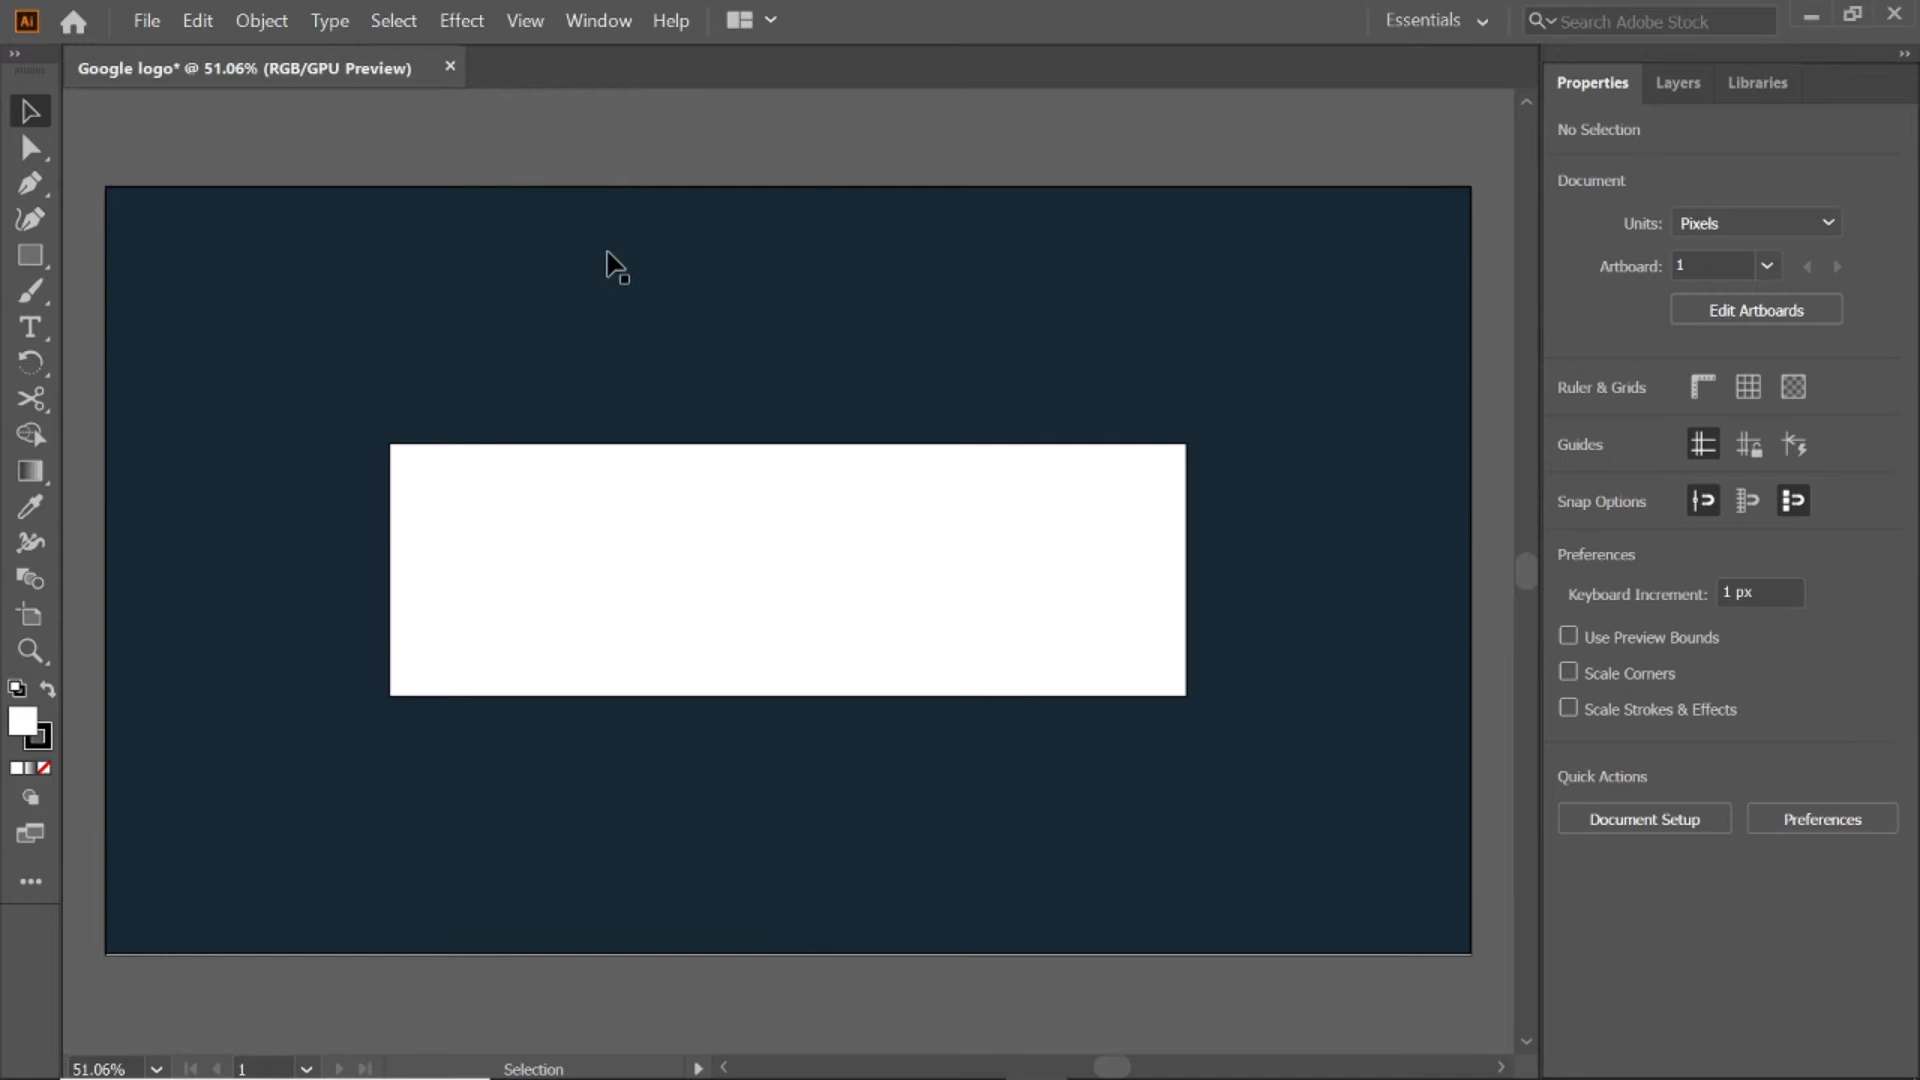 Ai File Edit Object Type Select Effect View Window Help Essentials Search Adobe Stock
Google logo* @ 51.06% (RGB/GPU Preview)
Properties Layers Libraries
No Selection
Document
Units: Pixels
Artboard: 1
Edit Artboards
Ruler & Grids
Guides
Snap Options
Preferences
Keyboard Increment: 1 px
Use Preview Bounds
Scale Corners
Scale Strokes & Effects
Quick Actions
Document Setup Preferences
51.06% 1 Selection